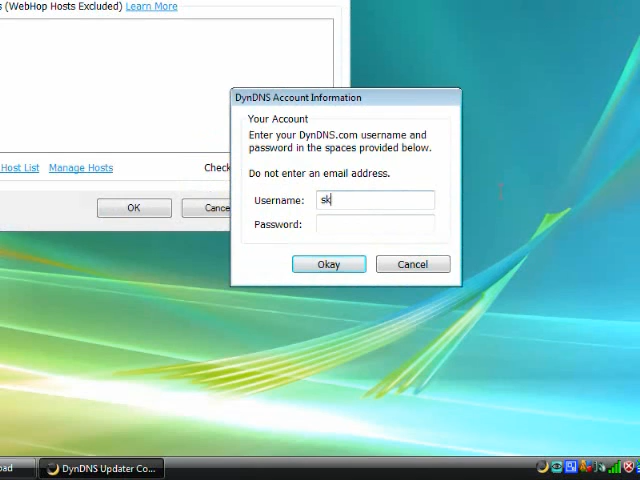 s (WebHop Hosts Excluded) Learn More
DynDNS Account Information
Your Account
Enter your DynDNS.com username and
password in the spaces provided below.
Do not enter an email address.
Host List Manage Hosts Check
Username: sk
Password:
OK Cance
Okay Cancel
oad DynDNS Updater Co...